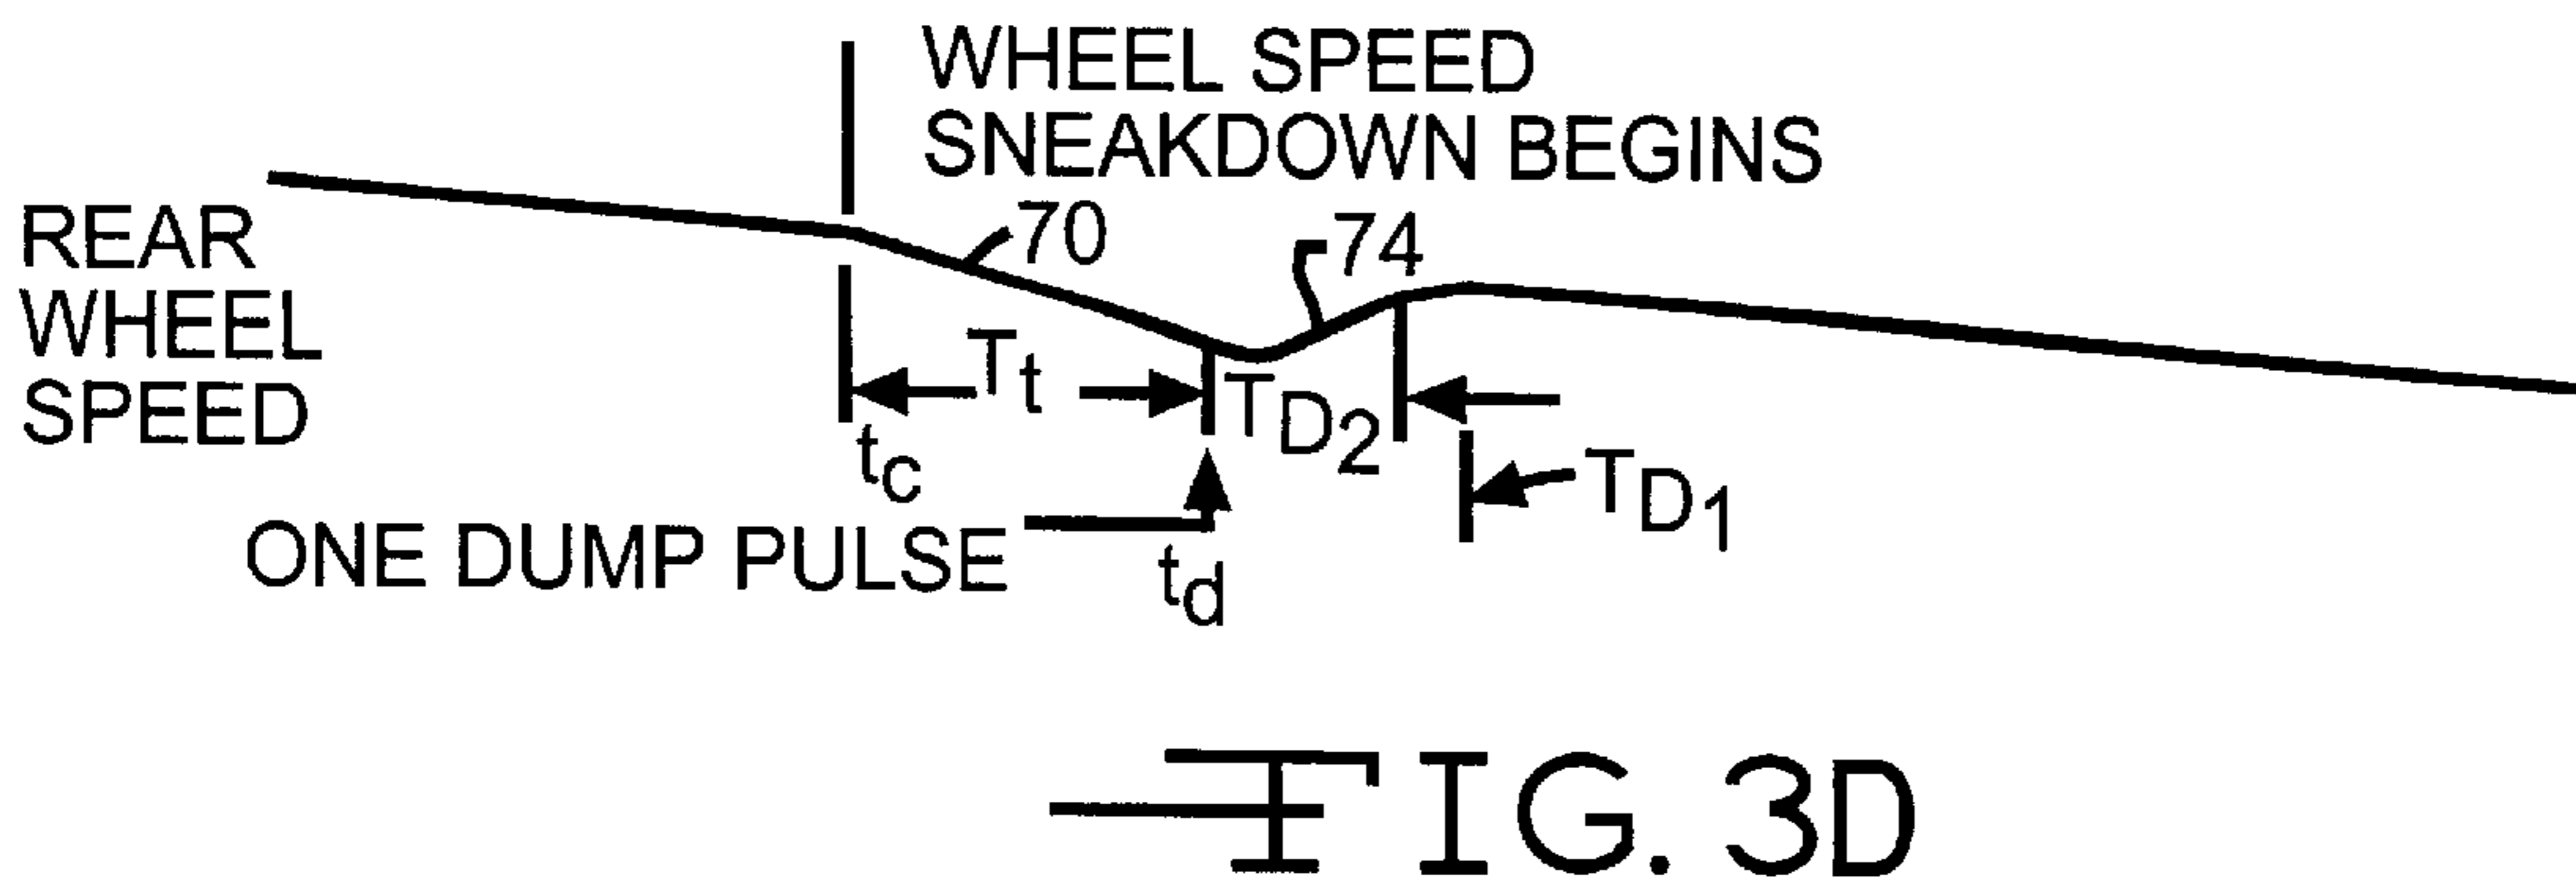 WHEEL SPEED
SNEAKDOWN BEGINS
REAR
WHEEL
SPEED
70
74
Tt
TD2
tc
TD1
ONE DUMP PULSE
td
FIG. 3D